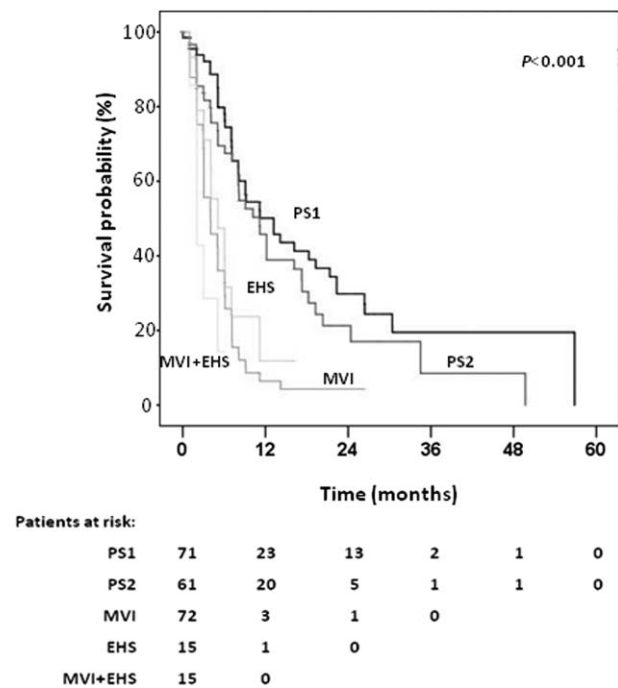 100
P<0.001
80
Survival probability (%)
60
PS1
40
EHS
20
MVI+EHS
MVI
PS2
0
0 12 24 36 48 60
Time (months)
Patients at risk:
PS1 71 23 13 2 1 0
PS2 61 20 5 1 1 0
MVI 72 3 1 0
EHS 15 1 0
MVI+EHS 15 0